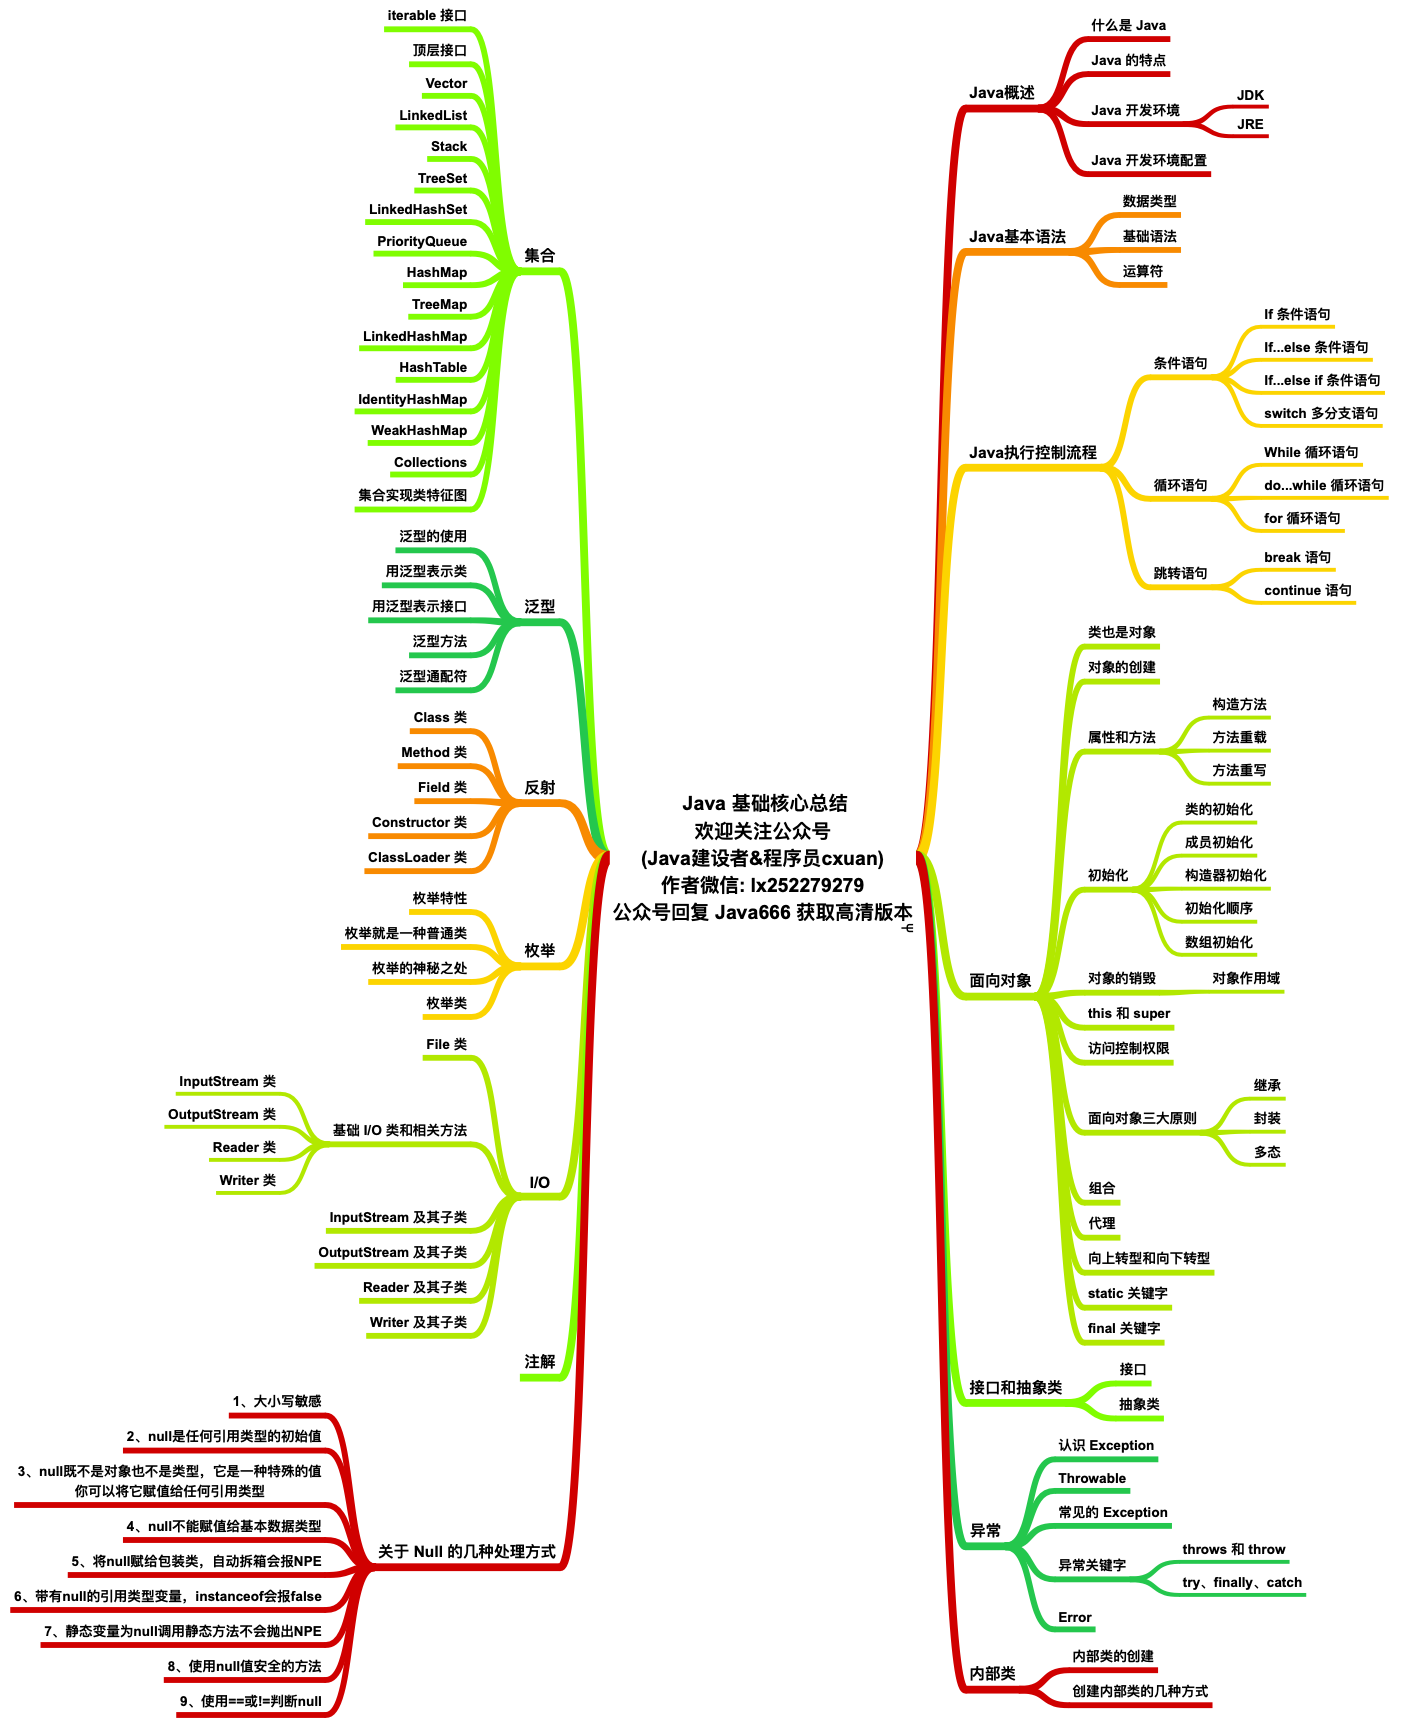 Java 基础核心总结
欢迎关注公众号
(Java建设者&程序员cxuan)
作者微信: lx252279279
公众号回复 Java666 获取高清版本
Java概述
什么是 Java
Java 的特点
Java 开发环境
JDK
JRE
Java 开发环境配置
Java基本语法
数据类型
基础语法
运算符
Java执行控制流程
条件语句
If 条件语句
If...else 条件语句
If...else if 条件语句
switch 多分支语句
循环语句
While 循环语句
do...while 循环语句
for 循环语句
跳转语句
break 语句
continue 语句
面向对象
类也是对象
对象的创建
属性和方法
构造方法
方法重载
方法重写
初始化
类的初始化
成员初始化
构造器初始化
初始化顺序
数组初始化
对象的销毁
对象作用域
this 和 super
访问控制权限
面向对象三大原则
继承
封装
多态
组合
代理
向上转型和向下转型
static 关键字
final 关键字
接口和抽象类
接口
抽象类
异常
认识 Exception
Throwable
常见的 Exception
异常关键字
throws 和 throw
try、finally、catch
Error
内部类
内部类的创建
创建内部类的几种方式
集合
iterable 接口
顶层接口
Vector
LinkedList
Stack
TreeSet
LinkedHashSet
PriorityQueue
HashMap
TreeMap
LinkedHashMap
HashTable
IdentityHashMap
WeakHashMap
Collections
集合实现类特征图
泛型
泛型的使用
用泛型表示类
用泛型表示接口
泛型方法
泛型通配符
反射
Class 类
Method 类
Field 类
Constructor 类
ClassLoader 类
枚举
枚举特性
枚举就是一种普通类
枚举的神秘之处
枚举类
I/O
File 类
基础 I/O 类和相关方法
InputStream 类
OutputStream 类
Reader 类
Writer 类
InputStream 及其子类
OutputStream 及其子类
Reader 及其子类
Writer 及其子类
注解
关于 Null 的几种处理方式
1、大小写敏感
2、null是任何引用类型的初始值
3、null既不是对象也不是类型，它是一种特殊的值
你可以将它赋值给任何引用类型
4、null不能赋值给基本数据类型
5、将null赋给包装类，自动拆箱会报NPE
6、带有null的引用类型变量，instanceof会报false
7、静态变量为null调用静态方法不会抛出NPE
8、使用null值安全的方法
9、使用==或!=判断null